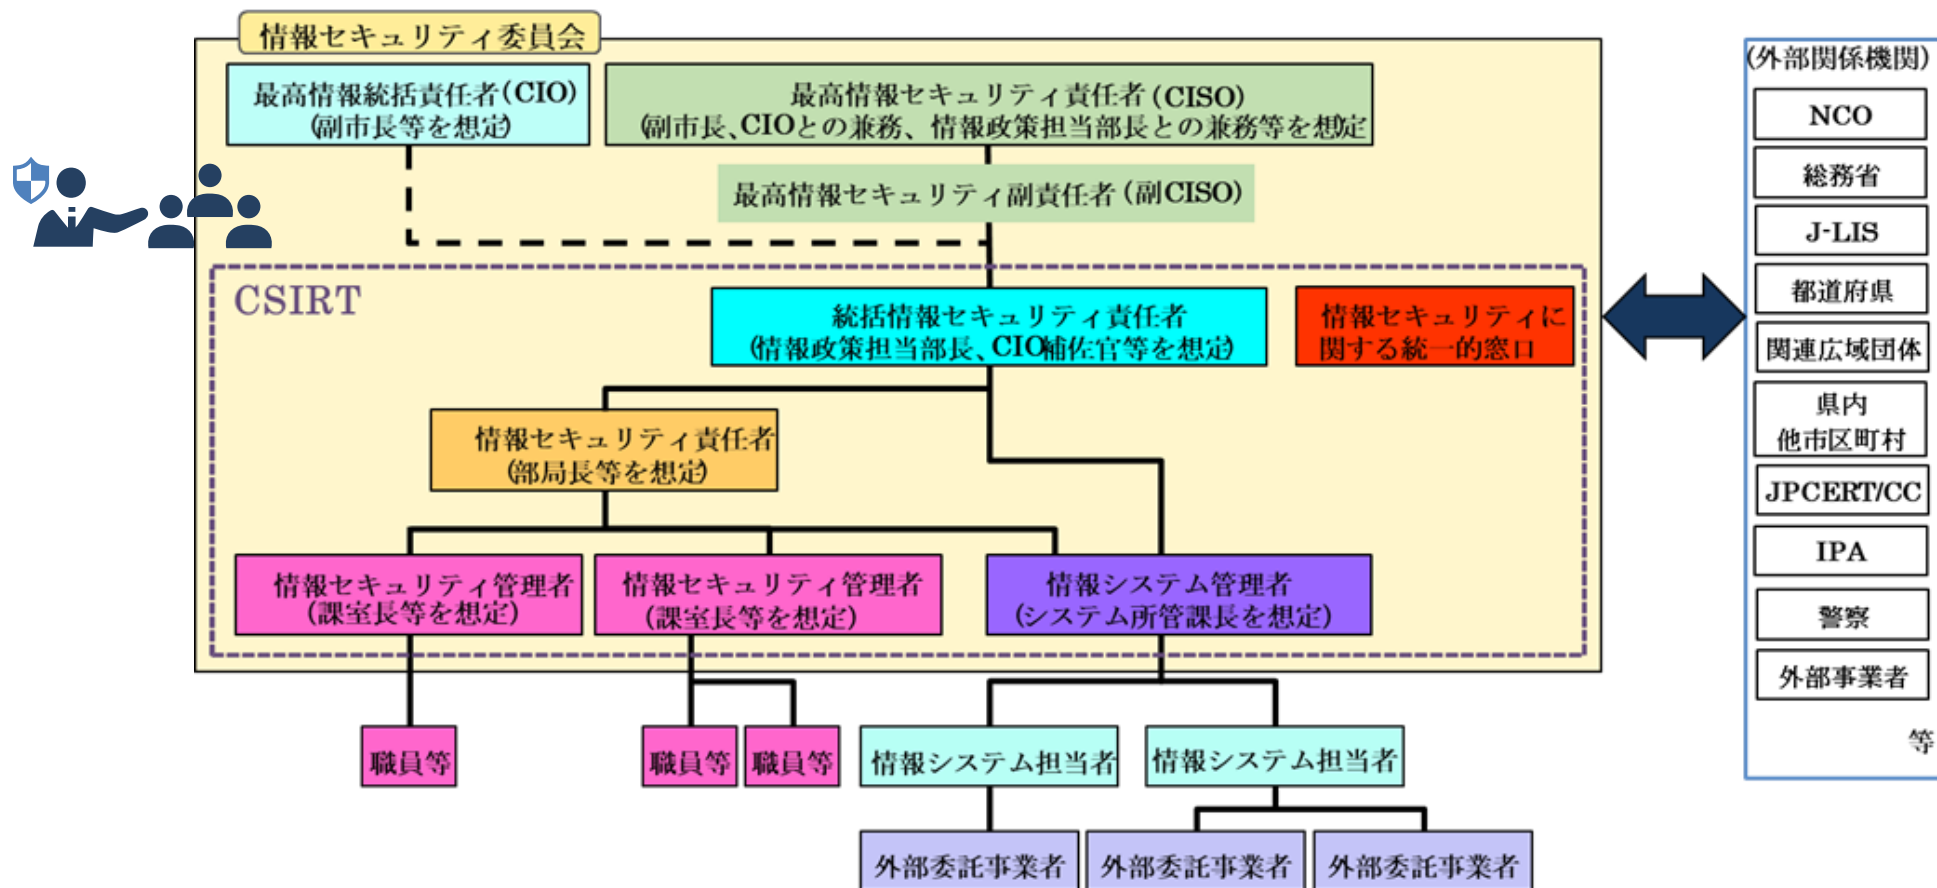 情報セキュリティ委員会
最高情報統括責任者(CIO)
(副市長等を想定)
最高情報セキュリティ責任者(CISO)
(副市長、CIOとの兼務、情報政策担当部長との兼務等を想定
最高情報セキュリティ副責任者(副CISO)
CSIRT
統括情報セキュリティ責任者
(情報政策担当部長、CIO補佐官等を想定)
情報セキュリティに
関する統一的窓口
情報セキュリティ責任者
(部局長等を想定)
情報セキュリティ管理者
(課室長等を想定)
情報セキュリティ管理者
(課室長等を想定)
情報システム管理者
(システム所管課長を想定)
職員等
職員等
職員等
情報システム担当者
情報システム担当者
外部委託事業者
外部委託事業者
外部委託事業者
(外部関係機関)
NCO
総務省
J-LIS
都道府県
関連広域団体
県内
他市区町村
JPCERT/CC
IPA
警察
外部事業者
等